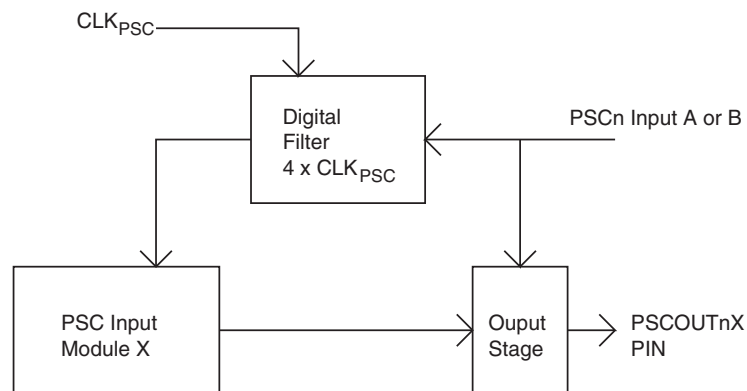 CLKPSC
Digital
Filter
4 x CLKPSC
PSCn Input A or B
PSC Input
Module X
Ouput
Stage
PSCOUTnX
PIN